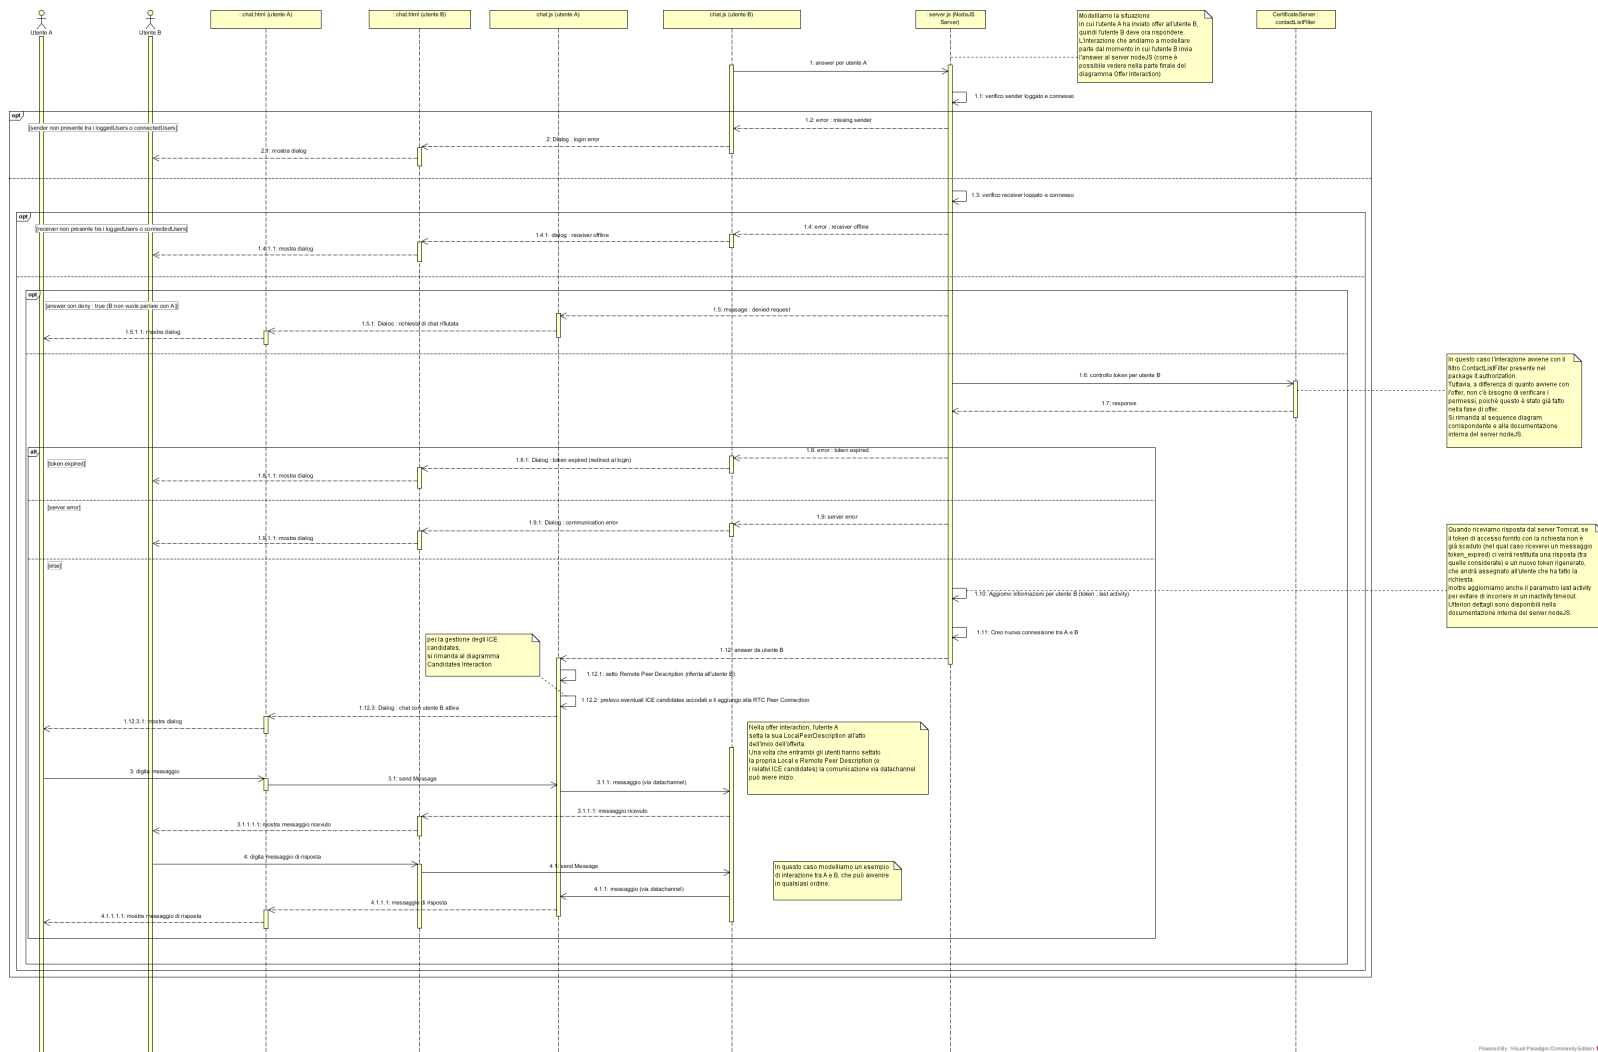 : chat.html (utente A)
: chat.html (utente B)
chat.js (utente A)
chat.js (utente B)
: server.js (NodeJS
Server)
CertificateServer :
contactListFilter
Utente A
Utente B
Modelliamo la situazione
in cui l'utente A ha inviato offer all'utente B,
quindi l'utente B deve ora rispondere.
L'interazione che andiamo a modellare
parte dal momento in cui l'utente B invia
l'answer al server nodeJS (come è
possibile vedere nella parte finale del
diagramma Offer Interaction)
1: answer per utente A
1.1: verifico sender loggato e connesso
opt
[sender non presente tra i loggedUsers o connectedUsers]
1.2: error : missing sender
2: Dialog : login error
2.1: mostra dialog
1.3: verifico receiver loggato e connesso
opt
[receiver non presente tra i loggedUsers o connectedUsers]
1.4: error : receiver offline
1.4.1: dialog : receiver offline
1.4.1.1: mostra dialog
opt
[answer con deny : true (B non vuole parlare con A)]
1.5: message : denied request
1.5.1: Dialog : richiesta di chat rifiutata
1.5.1.1: mostra dialog
In questo caso l'interazione avviene con il
filtro ContactListFilter presente nel
package it.authorization.
Tuttavia, a differenza di quanto avviene con
l'offer, non c'è bisogno di verificare i
permessi, poichè questo è stato già fatto
nella fase di offer.
Si rimanda al sequence diagram
corrispondente e alla documentazione
interna del server nodeJS.
1.6: controllo token per utente B
1.7: response
alt
[token expired]
1.8: error : token expired
1.8.1: Dialog : token expired (redirect al login)
1.8.1.1: mostra dialog
[server error]
1.9: server error
1.9.1: Dialog : communication error
1.9.1.1: mostra dialog
Quando riceviamo risposta dal server Tomcat, se
il token di accesso fornito con la richiesta non è
già scaduto (nel qual caso riceverei un messaggio
token_expired) ci verrà restituita una risposta (tra
quelle considerate) e un nuovo token rigenerato,
che andrà assegnato all'utente che ha fatto la
richiesta.
Inoltre aggiorniamo anche il parametro last activity
per evitare di incorrere in un inactivity timeout.
Ulteriori dettagli sono disponibili nella
documentazione interna del server nodeJS.
[else]
1.10: Aggiorno informazioni per utente B (token , last activity)
1.11: Creo nuova connessione tra A e B
per la gestione degli ICE
candidates,
si rimanda al diagramma
Candidates Interaction
1.12: answer da utente B
1.12.1: setto Remote Peer Description (riferita all'utente B)
1.12.2: prelevo eventuali ICE candidates accodati e li aggiungo alla RTC Peer Connection
1.12.3: Dialog : chat con utente B attiva
1.12.3.1: mostra dialog
Nella offer interaction, l'utente A
setta la sua LocalPeerDescription all'atto
dell'invio dell'offerta.
Una volta che entrambi gli utenti hanno settato
la propria Local e Remote Peer Description (e
i relativi ICE candidates) la comunicazione via datachannel
può avere inizio.
3: digita messaggio
3.1: send Message
3.1.1: messaggio (via datachannel)
3.1.1.1: messaggio ricevuto
3.1.1.1.1: mostra messaggio ricevuto
4: digita messaggio di risposta
4.1: send Message
In questo caso modelliamo un esempio
di interazione tra A e B, che può avvenire
in qualsiasi ordine.
4.1.1: messaggio (via datachannel)
4.1.1.1: messaggio di risposta
4.1.1.1.1: mostra messaggio di risposta
Powered By Visual Paradigm Community Edition